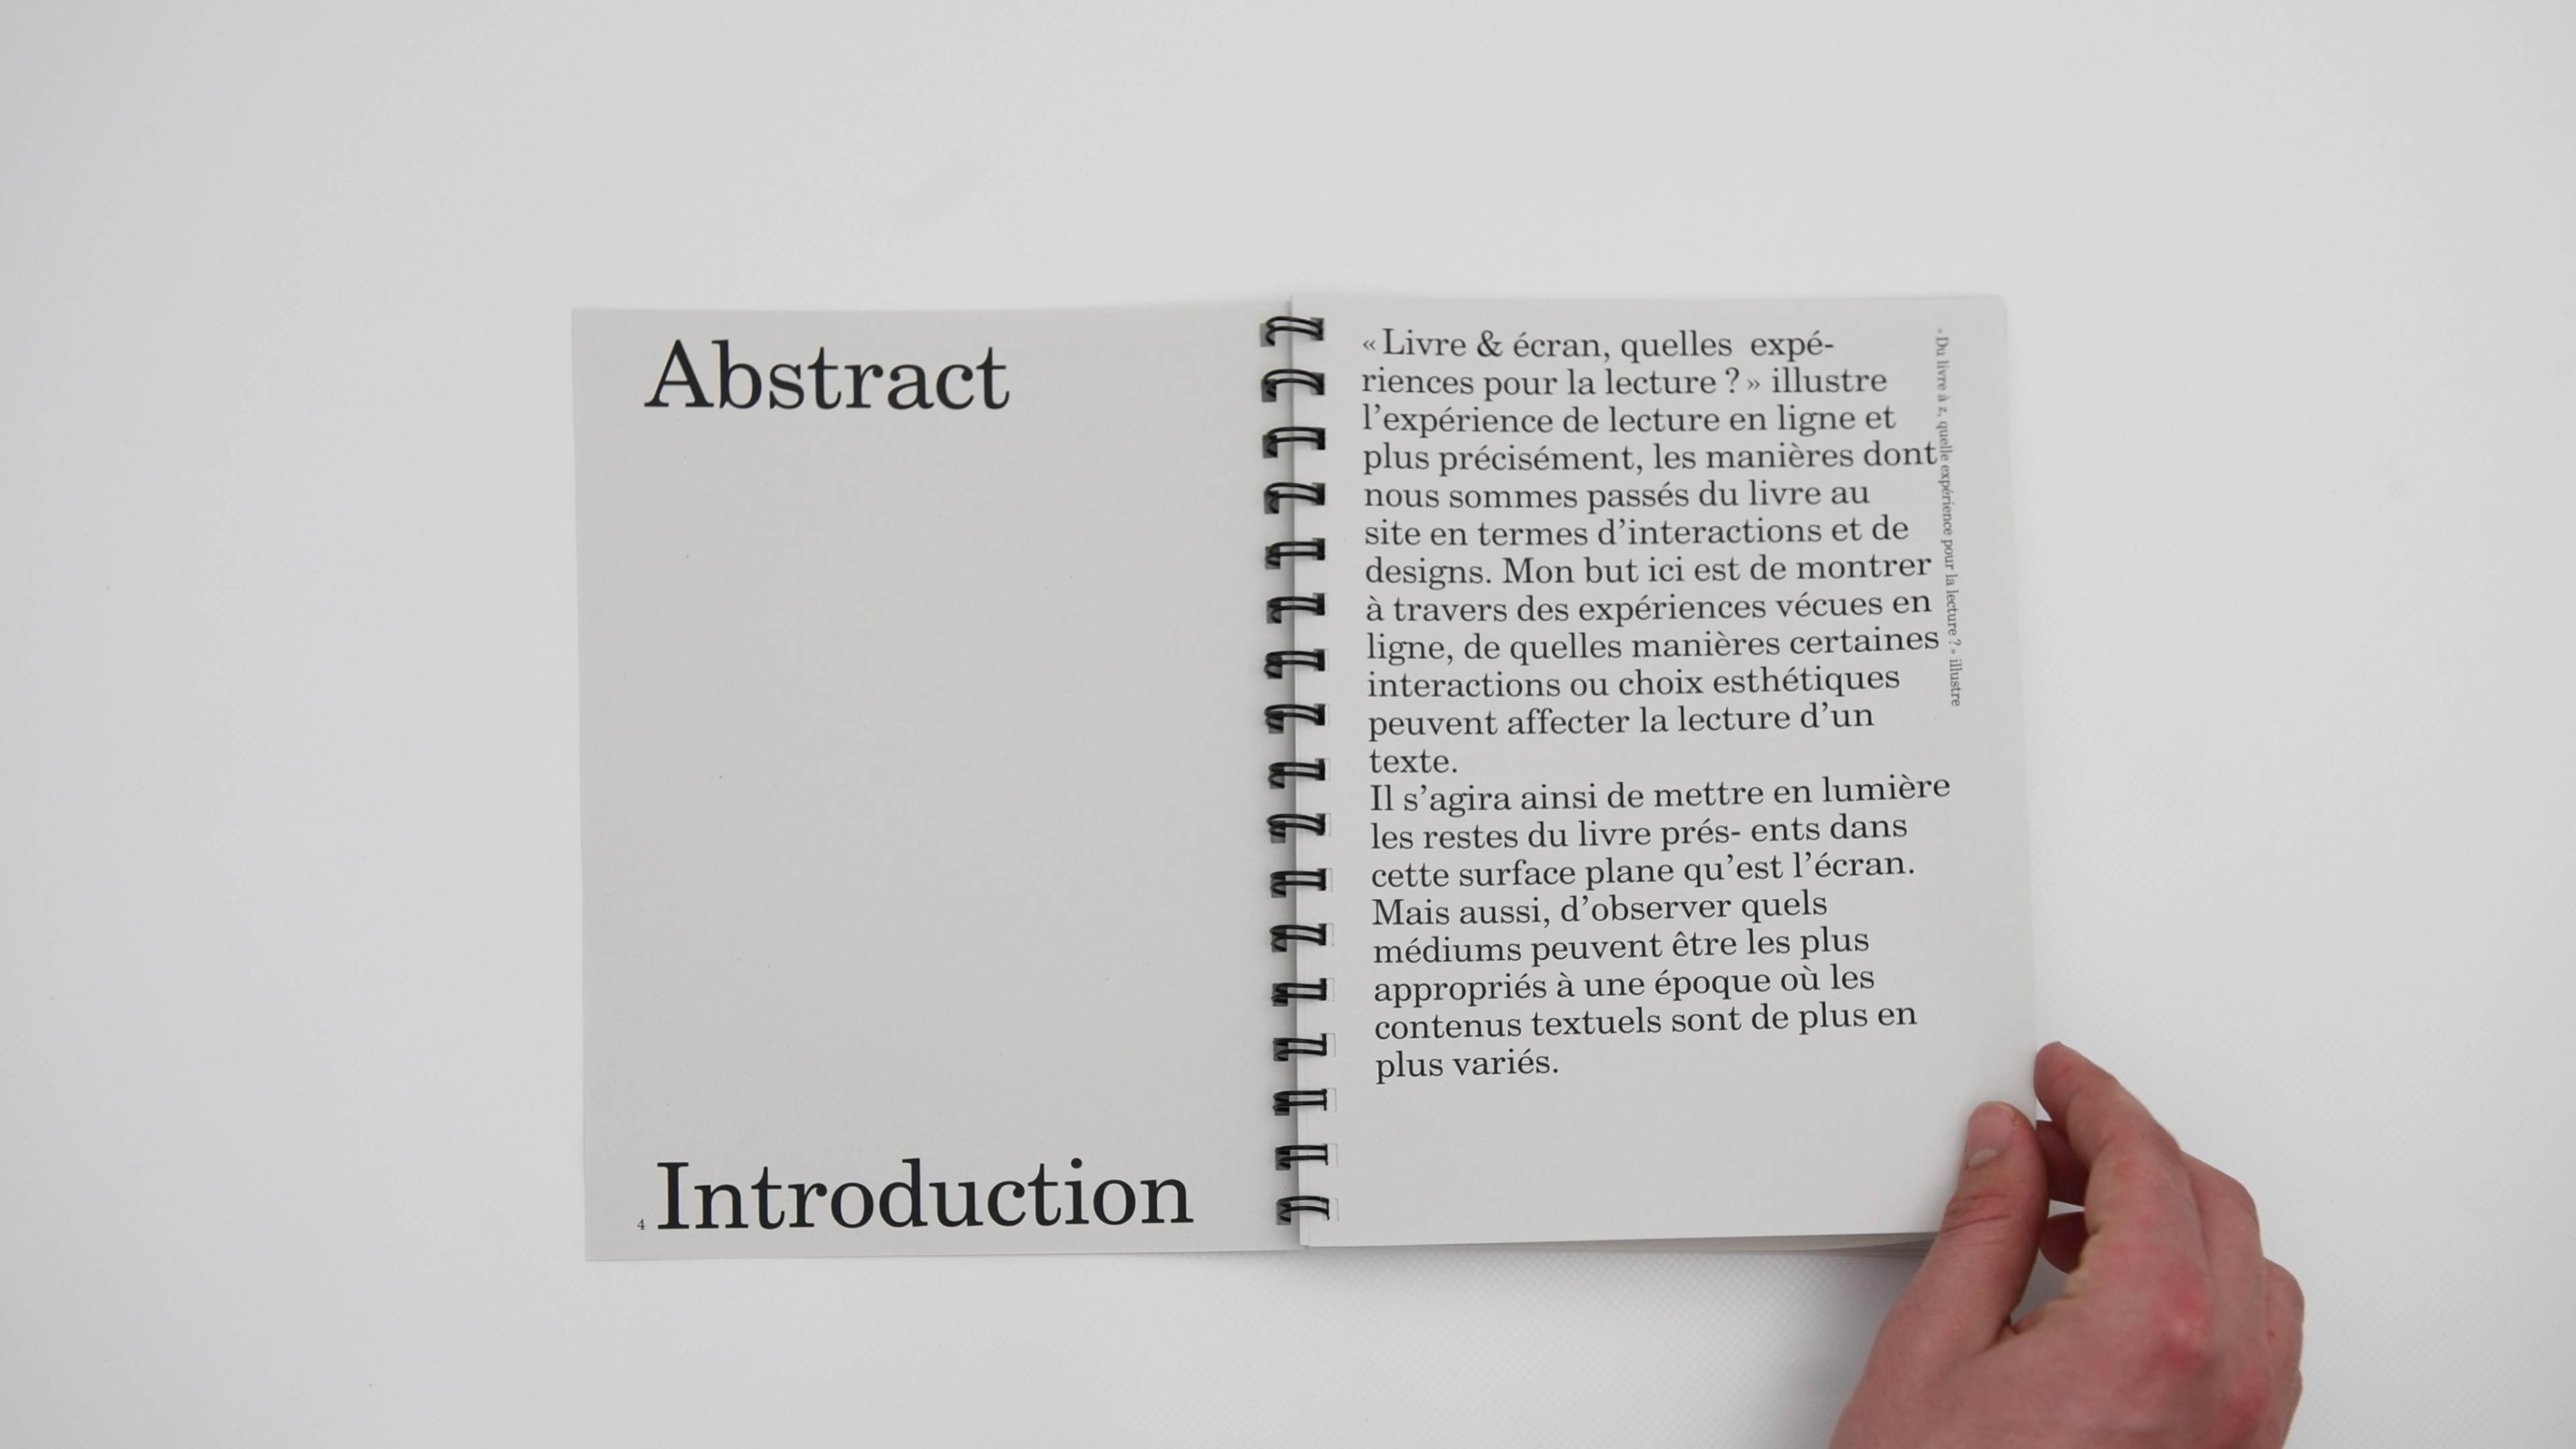 Abstract
4 Introduction
« Livre & écran, quelles  expé-
riences pour la lecture ? » illustre
l’expérience de lecture en ligne et
plus précisément, les manières dont
nous sommes passés du livre au
site en termes d’interactions et de
designs. Mon but ici est de montrer
à travers des expériences vécues en
ligne, de quelles manières certaines
interactions ou choix esthétiques
peuvent affecter la lecture d’un
texte.
Il s’agira ainsi de mettre en lumière
les restes du livre prés- ents dans
cette surface plane qu’est l’écran.
Mais aussi, d’observer quels
médiums peuvent être les plus
appropriés à une époque où les
contenus textuels sont de plus en
plus variés.
« Du livre à z, quelle expérience pour la lecture ? » illustre